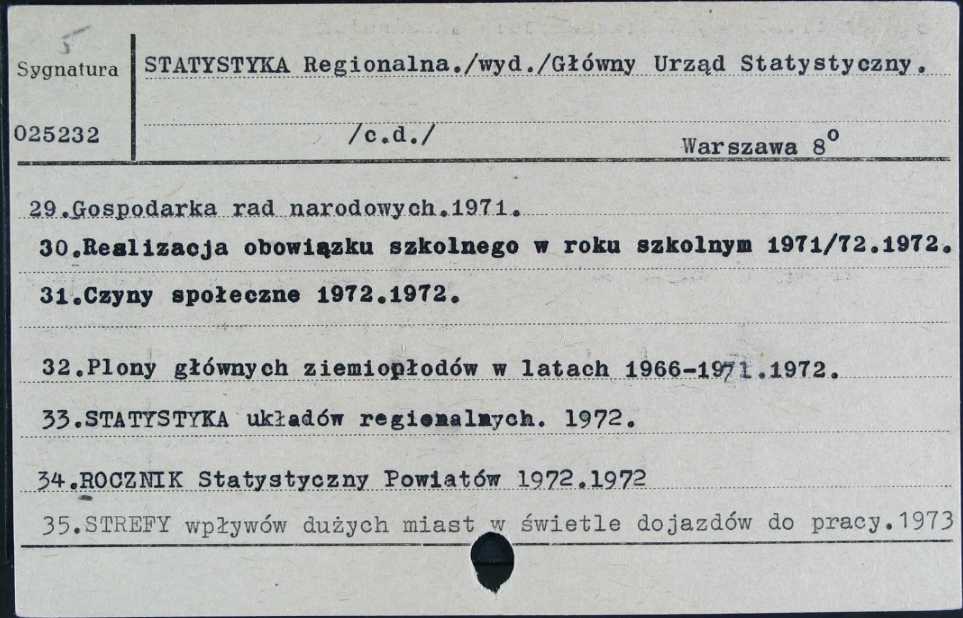 5
Sygnatura
STATYSTYKA Regionalna./wyd./Główny Urząd Statystyczny.
025232
/c.d./
Warszawa 8º
29.Gospodarka rad narodowych.1971.
30.Realizacja obowiązku szkolnego w roku szkolnym 1971/72.1972.
31.Czyny społeczne 1972.1972.
32.Plony głównych ziemiopłodów w latach 1966-1971.1972.
33.STATYSTYKA układów regionalnych. 1972.
34.ROCZNIK Statystyczny Powiatów 1972.1972
35.STREFY wpływów dużych miast w świetle dojazdów do pracy.1973